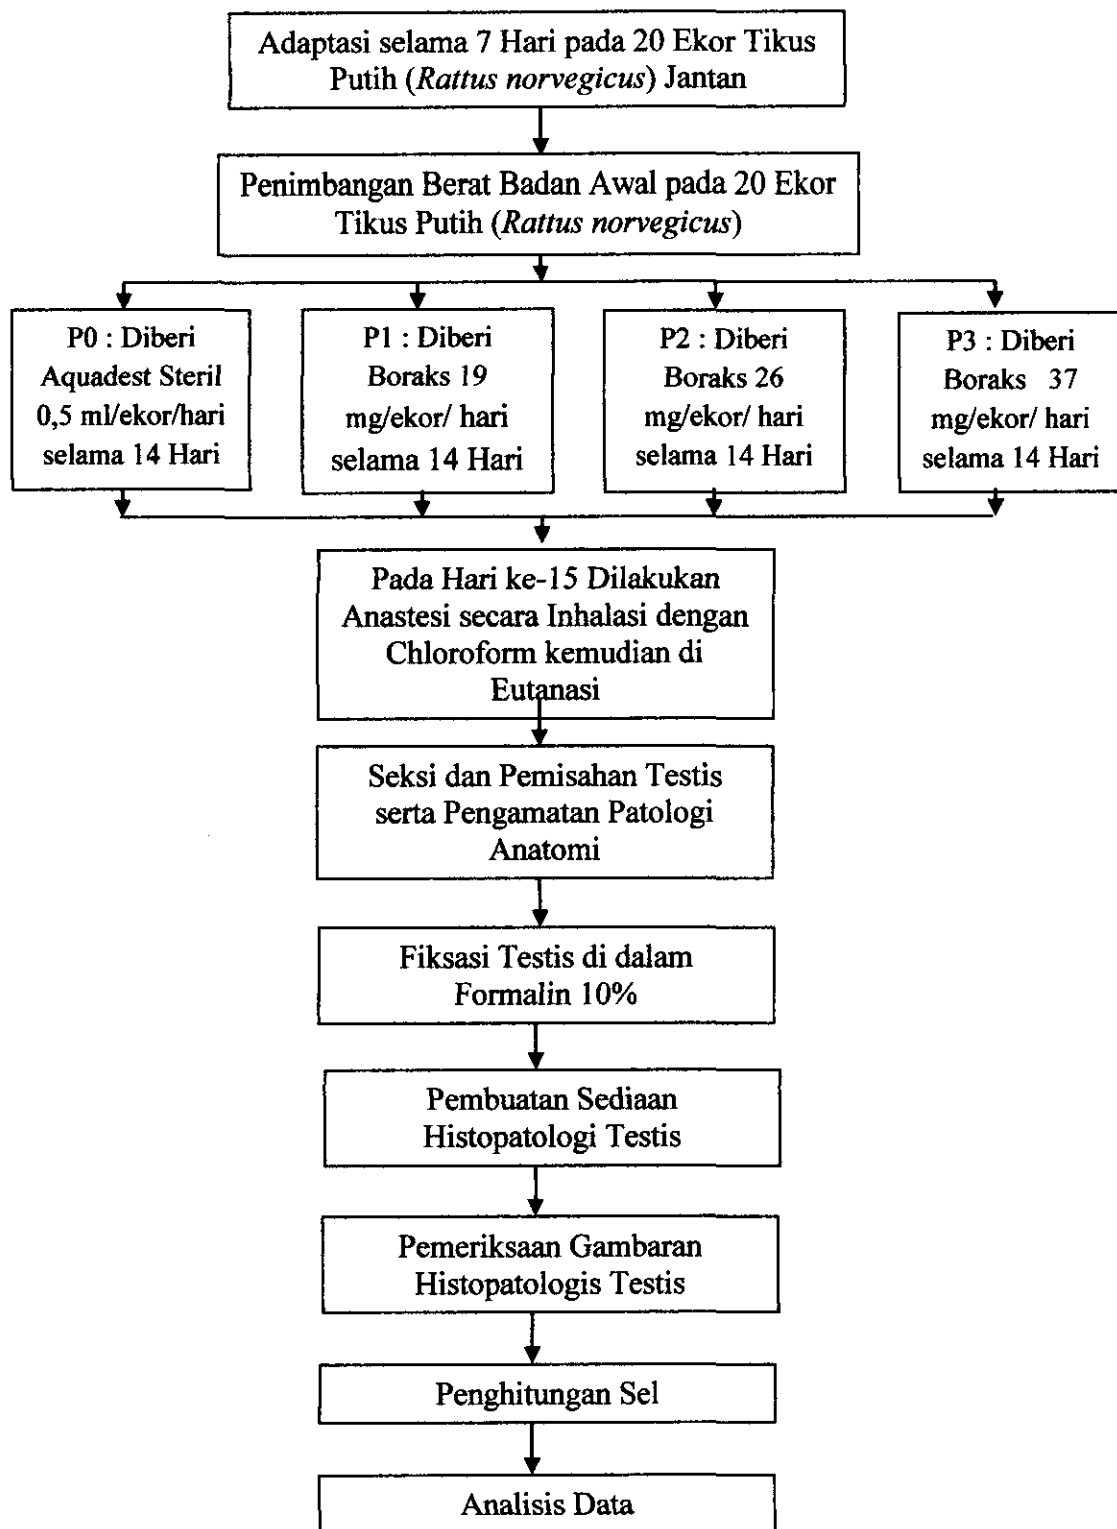 Adaptasi selama 7 Hari pada 20 Ekor Tikus
Putih (Rattus norvegicus) Jantan
Penimbangan Berat Badan Awal pada 20 Ekor
Tikus Putih (Rattus norvegicus)
P0 : Diberi
Aquadest Steril
0,5 ml/ekor/hari
selama 14 Hari
P1 : Diberi
Boraks 19
mg/ekor/ hari
selama 14 Hari
P2 : Diberi
Boraks 26
mg/ekor/ hari
selama 14 Hari
P3 : Diberi
Boraks 37
mg/ekor/ hari
selama 14 Hari
Pada Hari ke-15 Dilakukan
Anastesi secara Inhalasi dengan
Chloroform kemudian di
Eutanasi
Seksi dan Pemisahan Testis
serta Pengamatan Patologi
Anatomi
Fiksasi Testis di dalam
Formalin 10%
Pembuatan Sediaan
Histopatologi Testis
Pemeriksaan Gambaran
Histopatologis Testis
Penghitungan Sel
Analisis Data